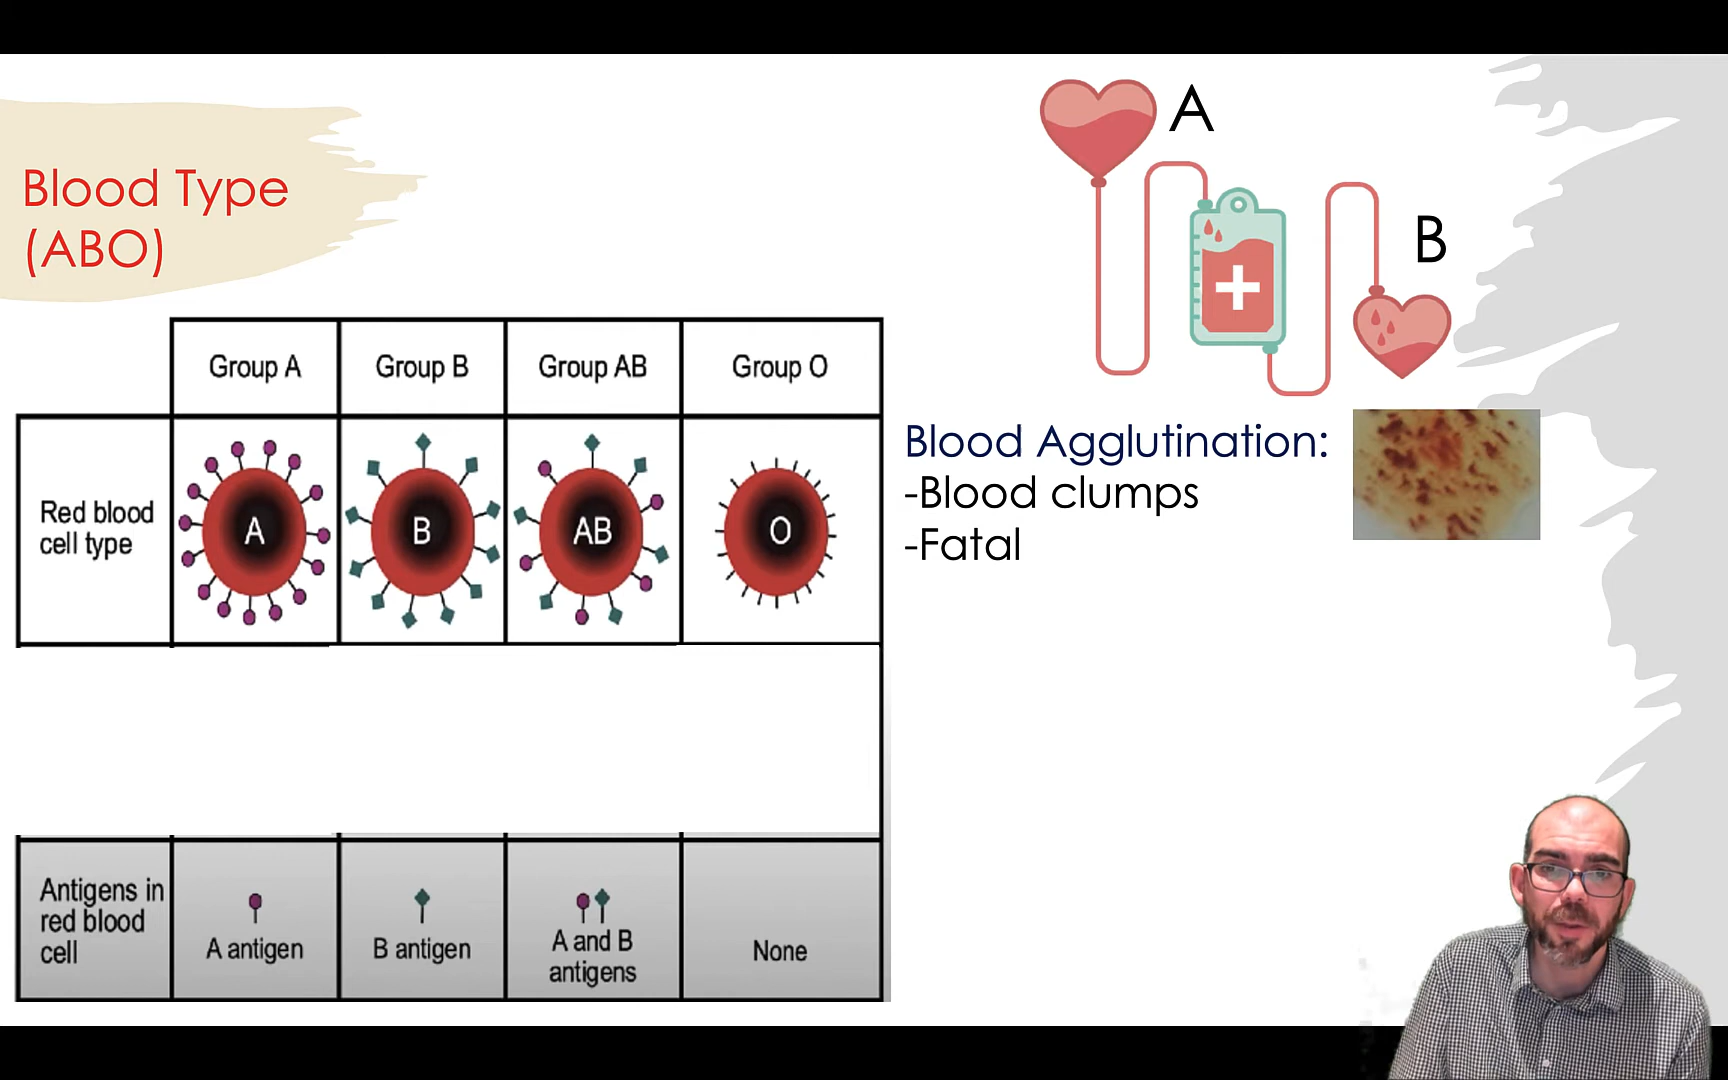 Blood Type
(ABO)
A
B
Group A
Group B
Group AB
Group O
Red blood
cell type
A
B
AB
O
Antigens in
red blood
cell
A antigen
B antigen
A and B
antigens
None
Blood Agglutination:
-Blood clumps
-Fatal